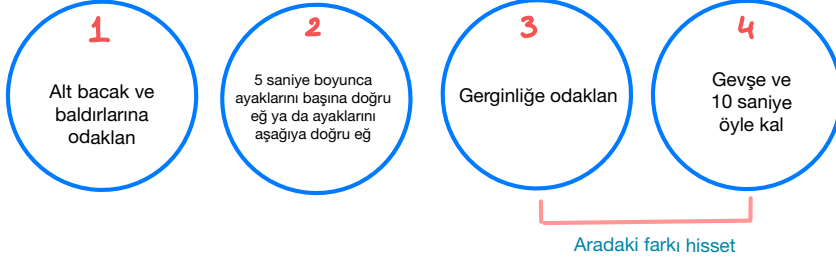 1
Alt bacak ve
baldırlarına
odaklan
2
5 saniye boyunca
ayaklarını başına doğru
eğ ya da ayaklarını
aşağıya doğru eğ
3
Gerginliğe odaklan
4
Gevşe ve
10 saniye
öyle kal
Aradaki farkı hisset